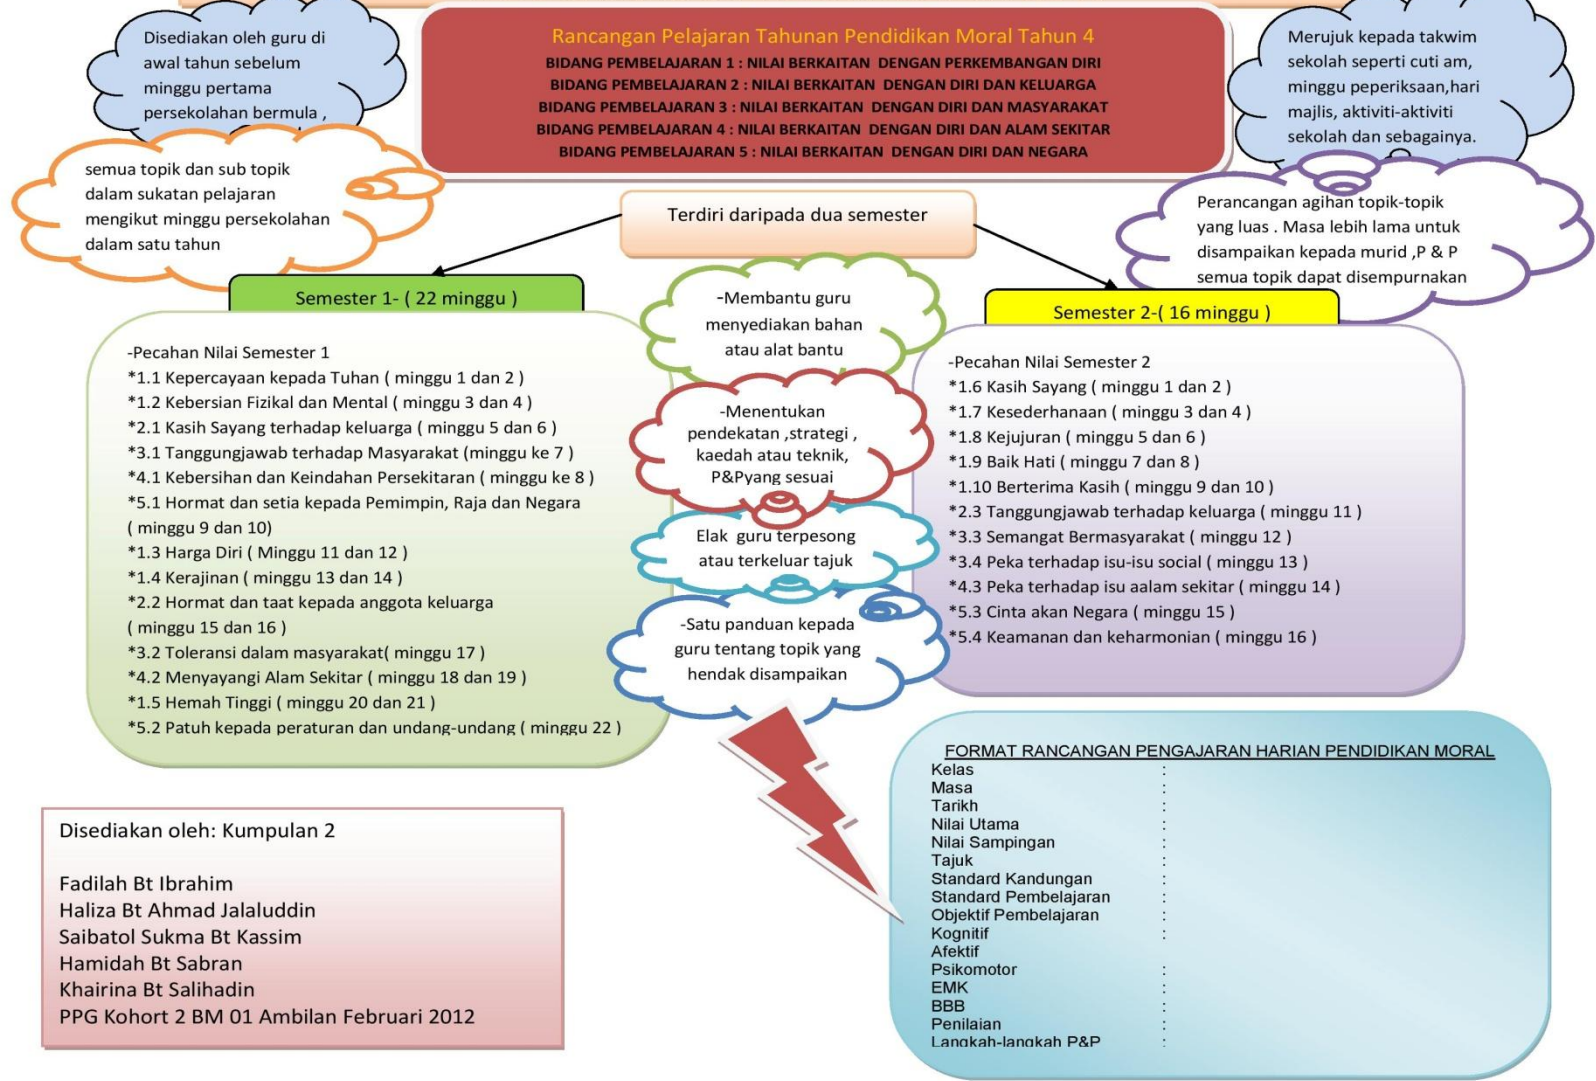 Disediakan oleh guru di
awal tahun sebelum
minggu pertama
persekolahan bermula ,
Rancangan Pelajaran Tahunan Pendidikan Moral Tahun 4
BIDANG PEMBELAJARAN 1 : NILAI BERKAITAN DENGAN PERKEMBANGAN DIRI
BIDANG PEMBELAJARAN 2 : NILAI BERKAITAN DENGAN DIRI DAN KELUARGA
BIDANG PEMBELAJARAN 3 : NILAI BERKAITAN DENGAN DIRI DAN MASYARAKAT
BIDANG PEMBELAJARAN 4 : NILAI BERKAITAN DENGAN DIRI DAN ALAM SEKITAR
BIDANG PEMBELAJARAN 5 : NILAI BERKAITAN DENGAN DIRI DAN NEGARA
Merujuk kepada takwim
sekolah seperti cuti am,
minggu peperiksaan,hari
majlis, aktiviti-aktiviti
sekolah dan sebagainya.
semua topik dan sub topik
dalam sukatan pelajaran
mengikut minggu persekolahan
dalam satu tahun
Terdiri daripada dua semester
Perancangan agihan topik-topik
yang luas . Masa lebih lama untuk
disampaikan kepada murid ,P & P
semua topik dapat disempurnakan
Semester 1- ( 22 minggu )
-Pecahan Nilai Semester 1
*1.1 Kepercayaan kepada Tuhan ( minggu 1 dan 2 )
*1.2 Kebersian Fizikal dan Mental ( minggu 3 dan 4 )
*2.1 Kasih Sayang terhadap keluarga ( minggu 5 dan 6 )
*3.1 Tanggungjawab terhadap Masyarakat (minggu ke 7 )
*4.1 Kebersihan dan Keindahan Persekitaran ( minggu ke 8 )
*5.1 Hormat dan setia kepada Pemimpin, Raja dan Negara
( minggu 9 dan 10)
*1.3 Harga Diri ( Minggu 11 dan 12 )
*1.4 Kerajinan ( minggu 13 dan 14 )
*2.2 Hormat dan taat kepada anggota keluarga
( minggu 15 dan 16 )
*3.2 Toleransi dalam masyarakat( minggu 17 )
*4.2 Menyayangi Alam Sekitar ( minggu 18 dan 19 )
*1.5 Hemah Tinggi ( minggu 20 dan 21 )
*5.2 Patuh kepada peraturan dan undang-undang ( minggu 22 )
-Membantu guru
menyediakan bahan
atau alat bantu
-Menentukan
pendekatan ,strategi ,
kaedah atau teknik,
P&Pyang sesuai
Elak guru terpesong
atau terkeluar tajuk
-Satu panduan kepada
guru tentang topik yang
hendak disampaikan
Semester 2-( 16 minggu )
-Pecahan Nilai Semester 2
*1.6 Kasih Sayang ( minggu 1 dan 2 )
*1.7 Kesederhanaan ( minggu 3 dan 4 )
*1.8 Kejujuran ( minggu 5 dan 6 )
*1.9 Baik Hati ( minggu 7 dan 8 )
*1.10 Berterima Kasih ( minggu 9 dan 10 )
*2.3 Tanggungjawab terhadap keluarga ( minggu 11 )
*3.3 Semangat Bermasyarakat ( minggu 12 )
*3.4 Peka terhadap isu-isu social ( minggu 13 )
*4.3 Peka terhadap isu aalam sekitar ( minggu 14 )
*5.3 Cinta akan Negara ( minggu 15 )
*5.4 Keamanan dan keharmonian ( minggu 16 )
Disediakan oleh: Kumpulan 2
Fadilah Bt Ibrahim
Haliza Bt Ahmad Jalaluddin
Saibatol Sukma Bt Kassim
Hamidah Bt Sabran
Khairina Bt Salihadin
PPG Kohort 2 BM 01 Ambilan Februari 2012
FORMAT RANCANGAN PENGAJARAN HARIAN PENDIDIKAN MORAL
Kelas :
Masa :
Tarikh :
Nilai Utama :
Nilai Sampingan :
Tajuk :
Standard Kandungan :
Standard Pembelajaran :
Objektif Pembelajaran :
Kognitif :
Afektif
Psikomotor :
EMK :
BBB :
Penilaian :
Langkah-langkah P&P :